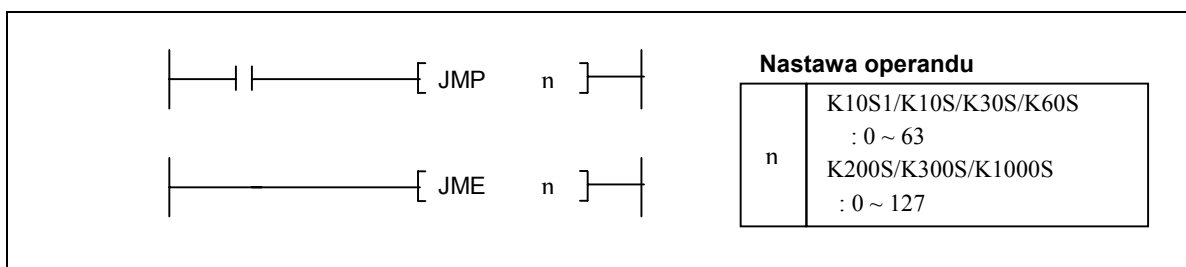 JMP n
JME n
Nastawa operandu
n
K10S1/K10S/K30S/K60S
: 0 ~ 63
K200S/K300S/K1000S
: 0 ~ 127